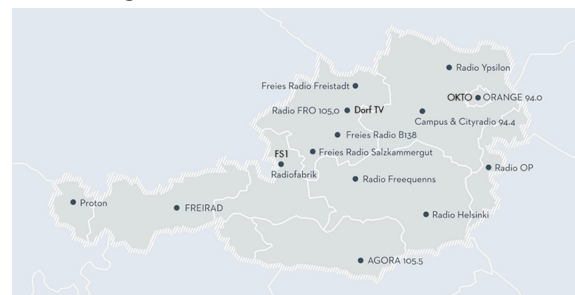 Radio Ypsilon
Freies Radio Freistadt
OKTO ORANGE 94.0
Radio FRO 105,0 Dorf TV
Campus & Cityradio 94.4
Freies Radio B138
FS1
Freies Radio Salzkammergut
Radiofabrik
Radio OP
Radio Freequenns
Proton
FREIRAD
Radio Helsinki
AGORA 105.5